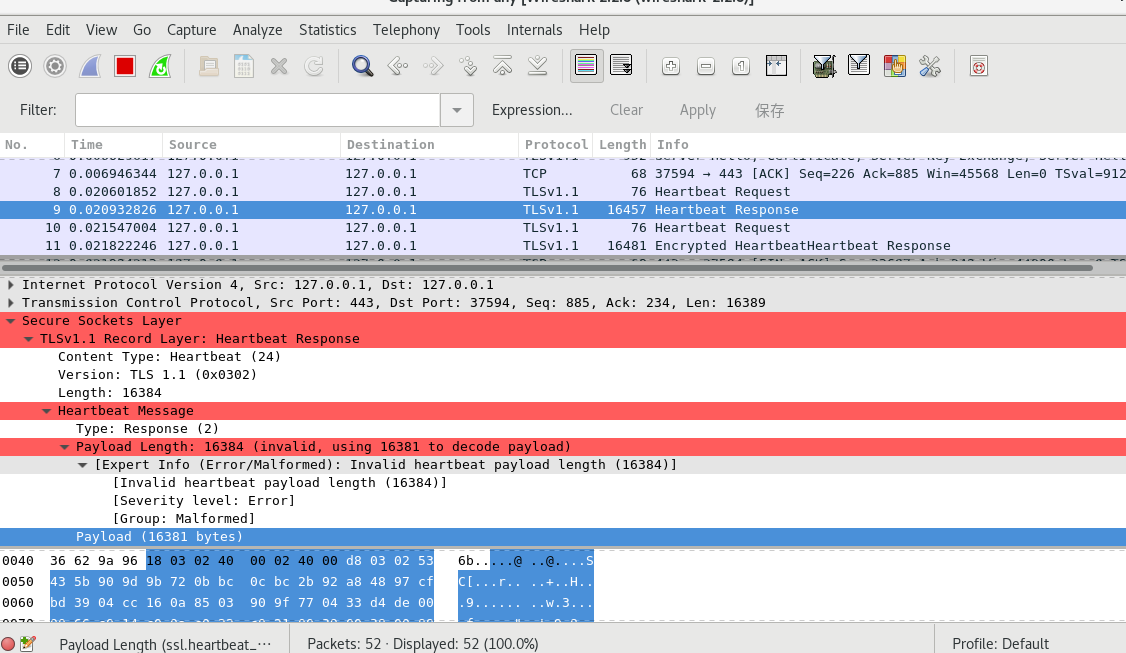 Capturing from any [Wireshark 2.2.6 (wireshark-2.2.6)]
File Edit View Go Capture Analyze Statistics Telephony Tools Internals Help
Filter: Expression... Clear Apply 保存
No. Time Source Destination Protocol Length Info
7 0.006946344 127.0.0.1 127.0.0.1 TCP 68 37594 → 443 [ACK] Seq=226 Ack=885 Win=45568 Len=0 TSval=912
8 0.020601852 127.0.0.1 127.0.0.1 TLSv1.1 76 Heartbeat Request
9 0.020932826 127.0.0.1 127.0.0.1 TLSv1.1 16457 Heartbeat Response
10 0.021547004 127.0.0.1 127.0.0.1 TLSv1.1 76 Heartbeat Request
11 0.021822246 127.0.0.1 127.0.0.1 TLSv1.1 16481 Encrypted HeartbeatHeartbeat Response
Internet Protocol Version 4, Src: 127.0.0.1, Dst: 127.0.0.1
Transmission Control Protocol, Src Port: 443, Dst Port: 37594, Seq: 885, Ack: 234, Len: 16389
Secure Sockets Layer
TLSv1.1 Record Layer: Heartbeat Response
Content Type: Heartbeat (24)
Version: TLS 1.1 (0x0302)
Length: 16384
Heartbeat Message
Type: Response (2)
Payload Length: 16384 (invalid, using 16381 to decode payload)
[Expert Info (Error/Malformed): Invalid heartbeat payload length (16384)]
[Invalid heartbeat payload length (16384)]
[Severity level: Error]
[Group: Malformed]
Payload (16381 bytes)
0040 36 62 9a 96 18 03 02 40 00 02 40 00 d8 03 02 53 6b.....@ ..@....S
0050 43 5b 90 9d 9b 72 0b bc 0c bc 2b 92 a8 48 97 cf C[...r.. ..+..H..
0060 bd 39 04 cc 16 0a 85 03 90 9f 77 04 33 d4 de 00 .9...... ..w.3...
Payload Length (ssl.heartbeat_⋯ Packets: 52 · Displayed: 52 (100.0%) Profile: Default